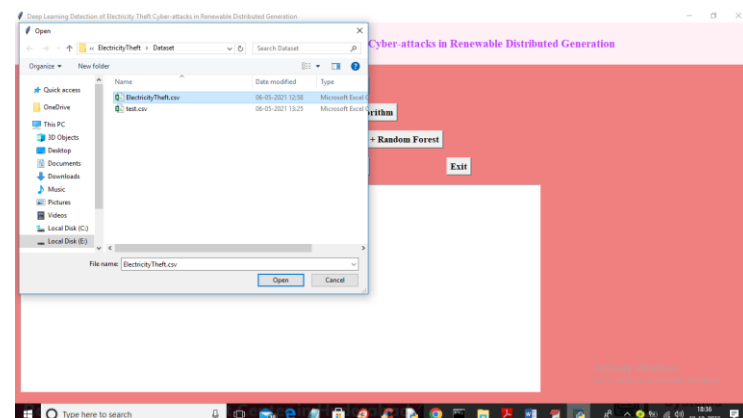 Deep Learning Detection of Electricity Theft Cyber-attacks in Renewable Distributed Generation
Open
Cyber-attacks in Renewable Distributed Generation
« ElectricityTheft › Dataset
Search Dataset
Organize
New folder
Name
Date modified
Type
Quick access
ElectricityTheft.csv
06-05-2021 12:58
Microsoft Excel C
test.csv
06-05-2021 13:25
Microsoft Excel C
OneDrive
This PC
3D Objects
Desktop
Documents
Downloads
Music
Pictures
Videos
Local Disk (C:)
Local Disk (E:)
rithm
+ Random Forest
Exit
File name:
ElectricityTheft.csv
Open
Cancel
Type here to search
18:36